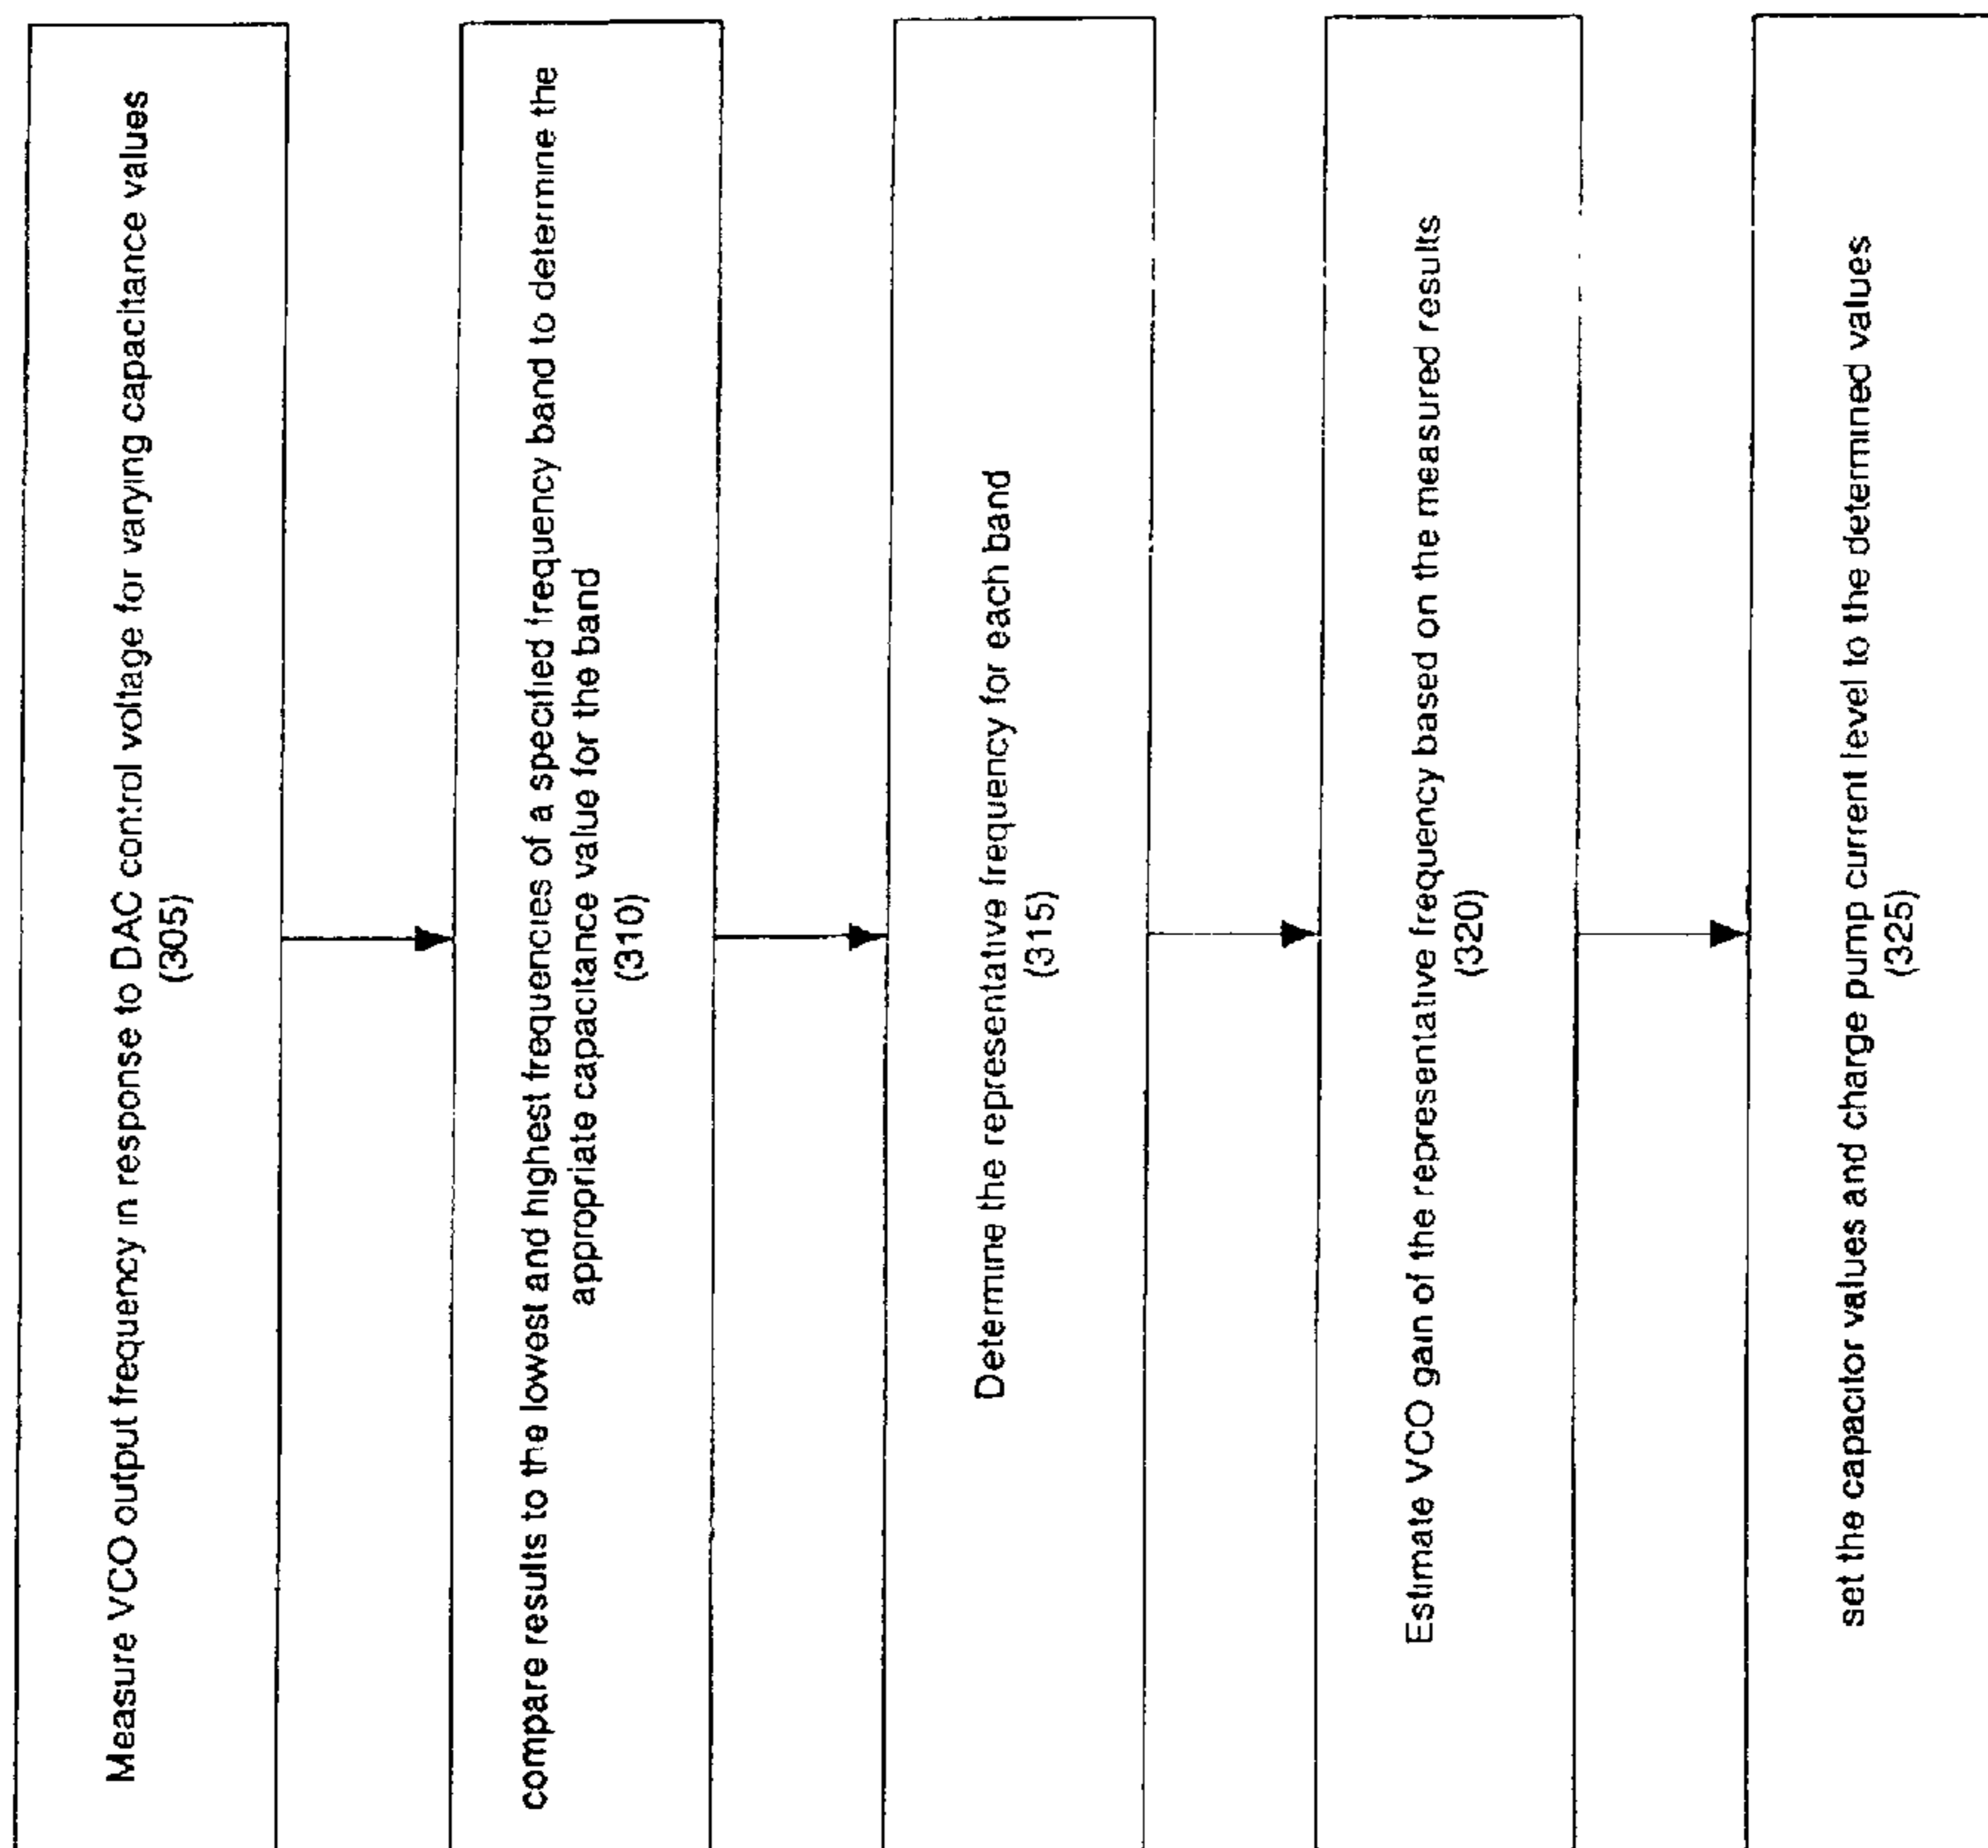 Measure VCO output frequency in response to DAC control voltage for varying capacitance values
(305)
compare results to the lowest and highest frequencies of a specified frequency band to determine the
appropriate capacitance value for the band
(310)
Determine the representative frequency for each band
(315)
Estimate VCO gain of the representative frequency based on the measured results
(320)
set the capacitor values and charge pump current level to the determined values
(325)